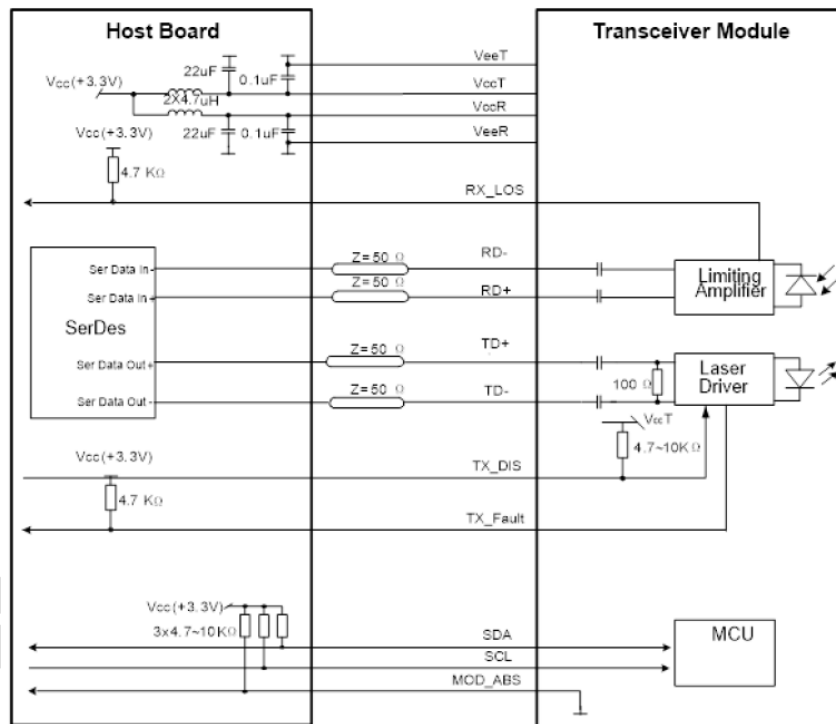 Host Board
Transceiver Module
VeeT
22uF
0.1uF
Vcc(+3.3V)
VccT
2X4.7uH
VccR
Vcc(+3.3V)
22uF
0.1uF
VeeR
4.7 KΩ
RX_LOS
Z=50 Ω
RD-
Ser Data In -
Z=50 Ω
Limiting
Amplifier
Ser Data In +
RD+
SerDes
TD+
Z=50 Ω
Ser Data Out +
Laser
Driver
Z=50 Ω
100 Ω
Ser Data Out -
TD-
VccT
4.7~10KΩ
Vcc(+3.3V)
TX_DIS
4.7 KΩ
TX_Fault
Vcc(+3.3V)
3x4.7~10KΩ
SDA
MCU
SCL
MOD_ABS